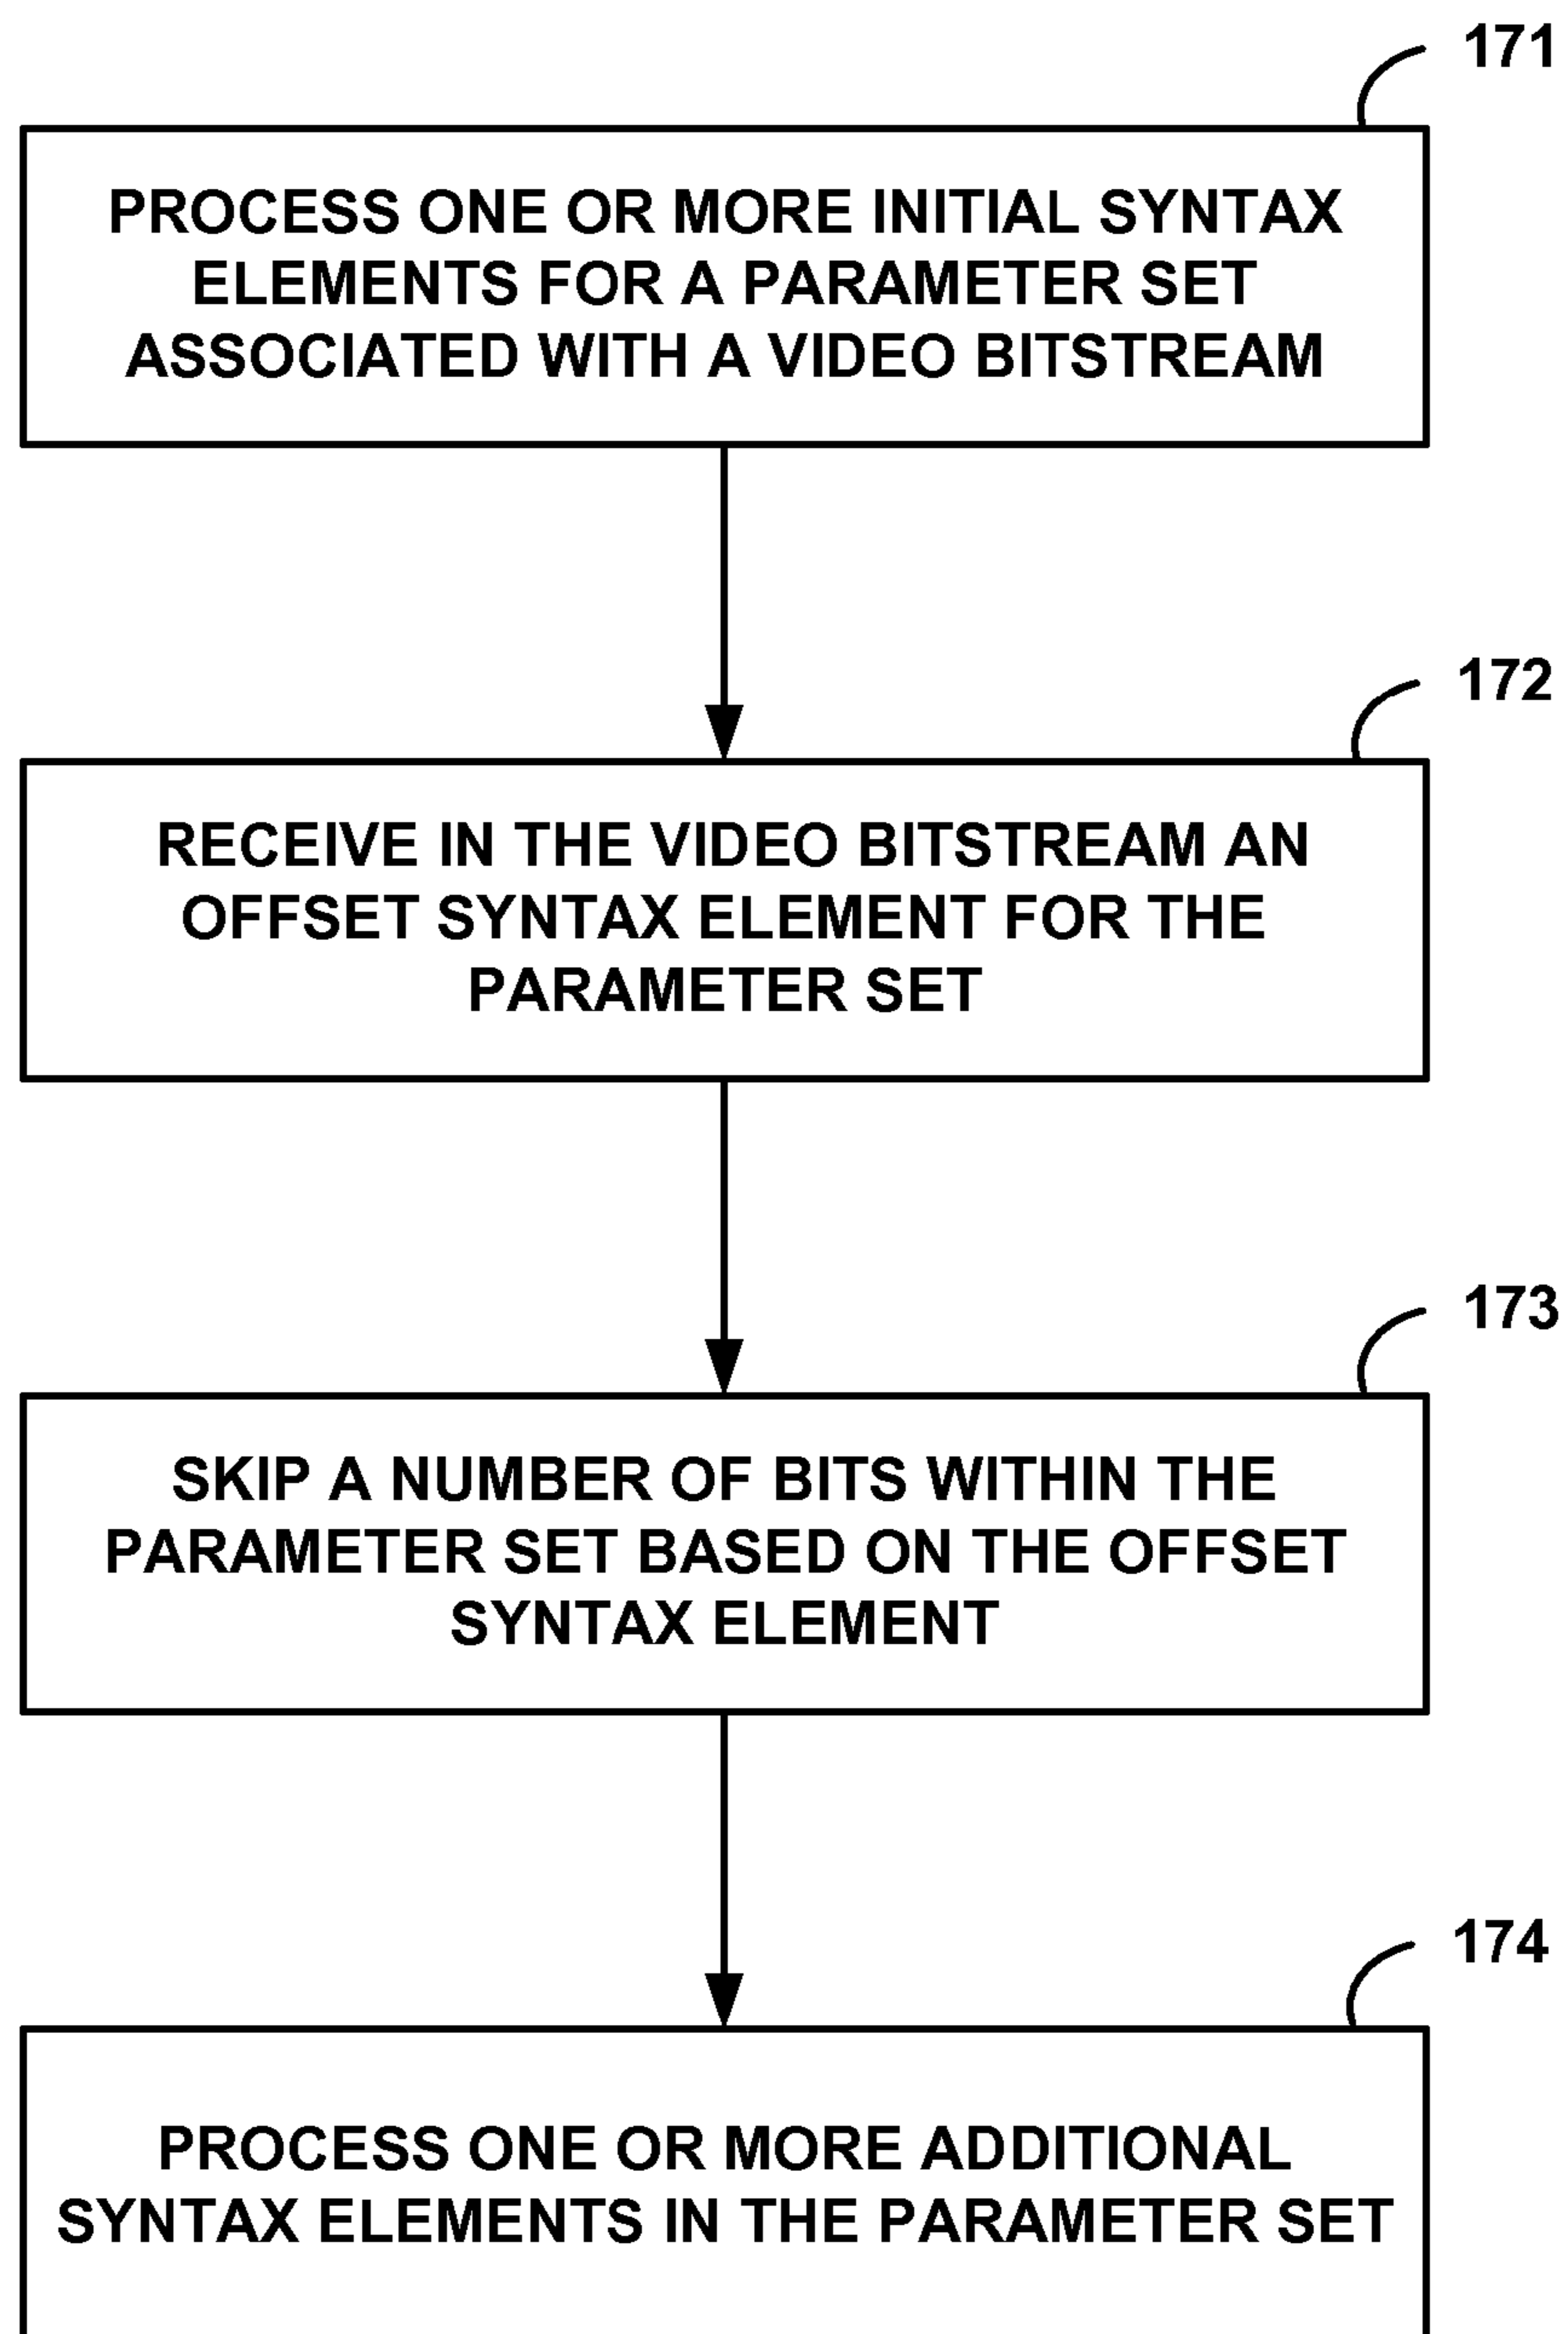 171
PROCESS ONE OR MORE INITIAL SYNTAX
ELEMENTS FOR A PARAMETER SET
ASSOCIATED WITH A VIDEO BITSTREAM
172
RECEIVE IN THE VIDEO BITSTREAM AN
OFFSET SYNTAX ELEMENT FOR THE
PARAMETER SET
173
SKIP A NUMBER OF BITS WITHIN THE
PARAMETER SET BASED ON THE OFFSET
SYNTAX ELEMENT
174
PROCESS ONE OR MORE ADDITIONAL
SYNTAX ELEMENTS IN THE PARAMETER SET